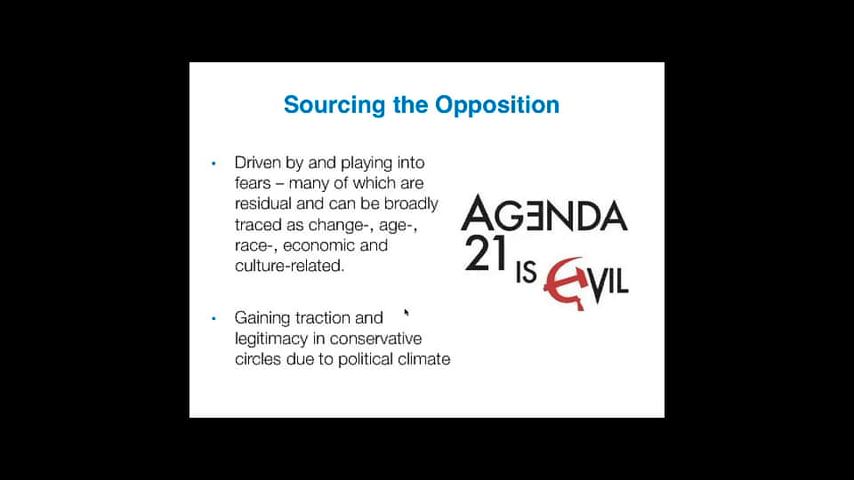 Sourcing the Opposition
• Driven by and playing into
fears – many of which are
residual and can be broadly
traced as change-, age-,
race-, economic and
culture-related.
• Gaining traction and
legitimacy in conservative
circles due to political climate
AGENDA
21 IS EVIL